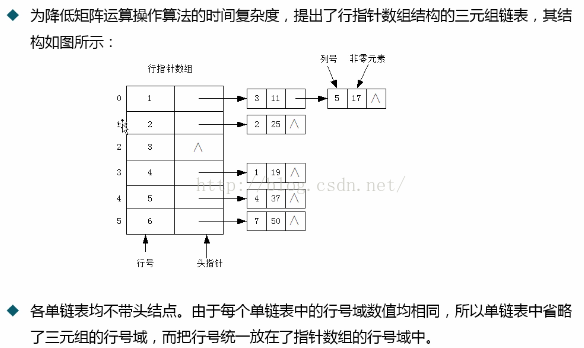 为降低矩阵运算操作算法的时间复杂度，提出了行指针数组结构的三元组链表，其结
构如图所示：
列号 非零元素
行指针数组
0 1 3 11 5 17 ∧
1 2 2 25 ∧
2 3 ∧
3 4 1 19 ∧
http://blog.csdn.net/
4 5 4 37 ∧
5 6 7 50 ∧
行号 头指针
各单链表均不带头结点。由于每个单链表中的行号域数值均相同，所以单链表中省略
了三元组的行号域，而把行号统一放在了指针数组的行号域中。